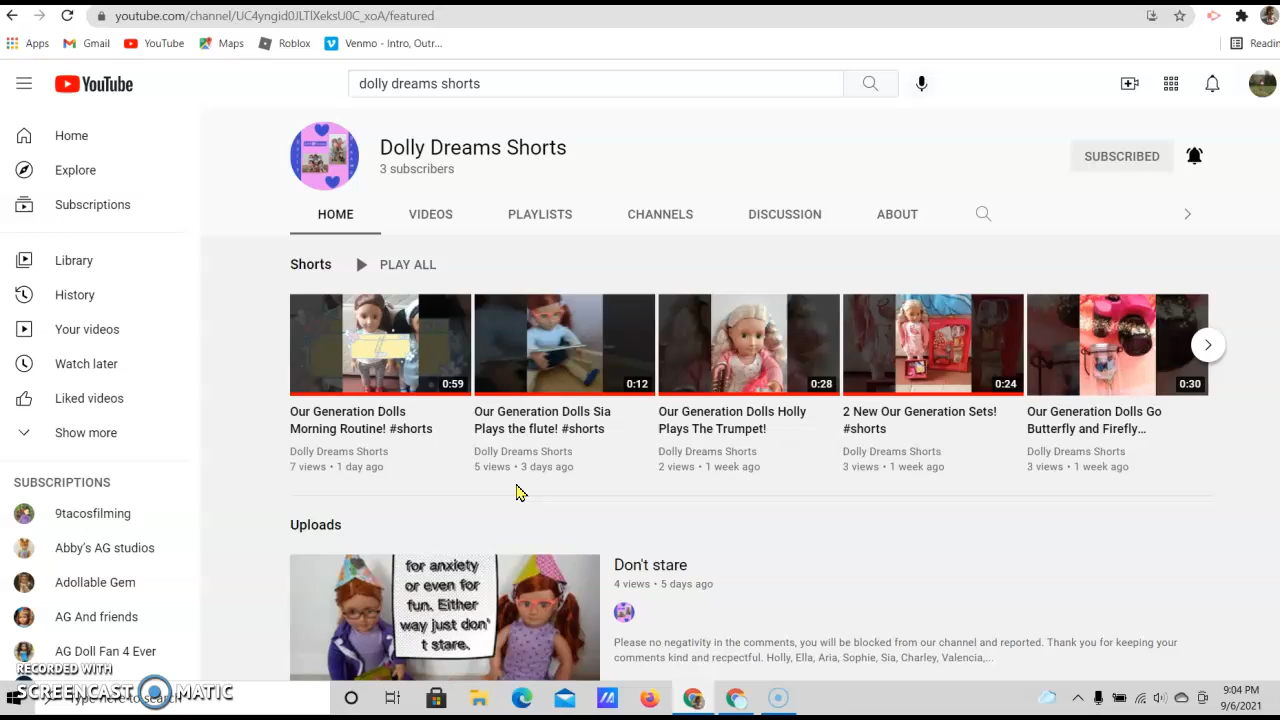 youtube.com/channel/UC4yngid0JLTlXeksU0C_xoA/featured
Apps Gmail YouTube Maps Roblox Venmo - Intro, Outr... Readin
YouTube
dolly dreams shorts
Home
Explore
Subscriptions
Library
History
Your videos
Watch later
Liked videos
Show more
SUBSCRIPTIONS
9tacosfilming
Abby's AG studios
Adollable Gem
AG And friends
AG Doll Fan 4 Ever
Dolly Dreams Shorts
3 subscribers
SUBSCRIBED
HOME VIDEOS PLAYLISTS CHANNELS DISCUSSION ABOUT
Shorts PLAY ALL
0:59
Our Generation Dolls
Morning Routine! #shorts
Dolly Dreams Shorts
7 views • 1 day ago
0:12
Our Generation Dolls Sia
Plays the flute! #shorts
Dolly Dreams Shorts
5 views • 3 days ago
0:28
Our Generation Dolls Holly
Plays The Trumpet!
Dolly Dreams Shorts
2 views • 1 week ago
0:24
2 New Our Generation Sets!
#shorts
Dolly Dreams Shorts
3 views • 1 week ago
0:30
Our Generation Dolls Go
Butterfly and Firefly...
Dolly Dreams Shorts
3 views • 1 week ago
Uploads
for anxiety
or even for
fun. Either
way just don'
t stare.
Don't stare
4 views • 5 days ago
Please no negativity in the comments, you will be blocked from our channel and reported. Thank you for keeping your
comments kind and recpectful. Holly, Ella, Aria, Sophie, Sia, Charley, Valencia,...
RECORDED WITH
SCREENCAST MATIC
Type here to search
9:04 PM
9/6/2021